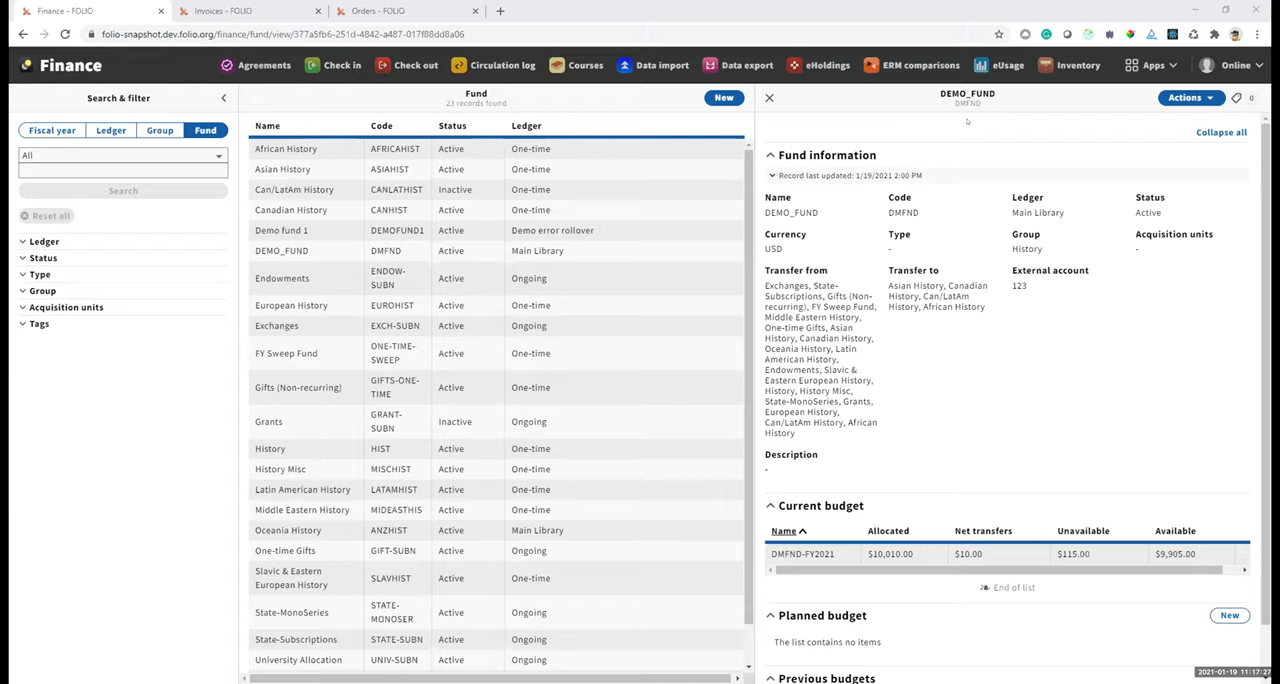 Finance - FOLIO
Invoices - FOLIO
Orders - FOLIO
folio-snapshot.dev.folio.org/finance/fund/view/377a5fb6-251d-4842-a487-017f88dd8a06
Finance
Agreements
Check in
Check out
Circulation log
Courses
Data import
Data export
eHoldings
ERM comparisons
eUsage
Inventory
Apps
Online
Search & filter
Fiscal year
Ledger
Group
Fund
All
Search
Reset all
Ledger
Status
Type
Group
Acquisition units
Tags
Fund
23 records found
New
Name Code Status Ledger
African History AFRICAHIST Active One-time
Asian History ASIAHIST Active One-time
Can/LatAm History CANLATHIST Inactive One-time
Canadian History CANHIST Active One-time
Demo fund 1 DEMOFUND1 Active Demo error rollover
DEMO_FUND DMFND Active Main Library
Endowments ENDOW-
SUBN Active Ongoing
European History EUROHIST Active One-time
Exchanges EXCH-SUBN Active Ongoing
FY Sweep Fund ONE-TIME-
SWEEP Active One-time
Gifts (Non-recurring) GIFTS-ONE-
TIME Active One-time
Grants GRANT-
SUBN Inactive Ongoing
History HIST Active One-time
History Misc MISCHIST Active One-time
Latin American History LATAMHIST Active One-time
Middle Eastern History MIDEASTHIS Active One-time
Oceania History ANZHIST Active Main Library
One-time Gifts GIFT-SUBN Active Ongoing
Slavic & Eastern
European History SLAVHIST Active One-time
State-MonoSeries STATE-
MONOSER Active Ongoing
State-Subscriptions STATE-SUBN Active Ongoing
University Allocation UNIV-SUBN Active Ongoing
DEMO_FUND
DMFND
Actions
0
Collapse all
Fund information
Record last updated: 1/19/2021 2:00 PM
Name Code Ledger Status
DEMO_FUND DMFND Main Library Active
Currency Type Group Acquisition units
USD - History -
Transfer from
Exchanges, State-
Subscriptions, Gifts (Non-
recurring), FY Sweep Fund,
Middle Eastern History,
One-time Gifts, Asian
History, Canadian History,
Oceania History, Latin
American History,
Endowments, Slavic &
Eastern European History,
History, History Misc,
State-MonoSeries, Grants,
European History,
Can/LatAm History, African
History
Transfer to
Asian History, Canadian
History, Can/LatAm
History, African History
External account
123
Description
-
Current budget
Name Allocated Net transfers Unavailable Available
DMFND-FY2021 $10,010.00 $10.00 $115.00 $9,905.00
End of list
Planned budget
New
The list contains no items
Previous budgets
2021-01-19 11:17:27